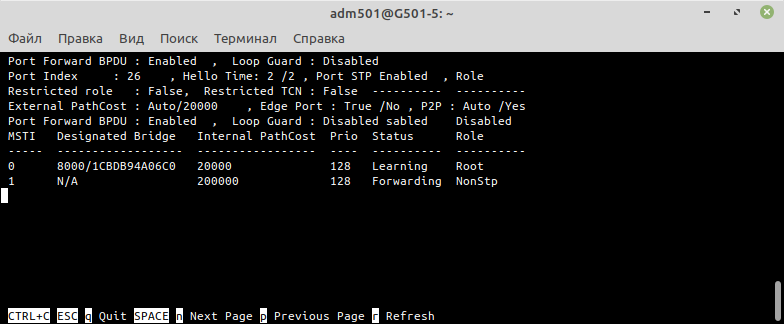 adm501@G501-5: ~
Файл Правка Вид Поиск Терминал Справка
Port Forward BPDU : Enabled  ,  Loop Guard : Disabled
Port Index     : 26    , Hello Time: 2 /2 , Port STP Enabled  , Role
Restricted role   : False,  Restricted TCN : False  ----------  ----------
External PathCost : Auto/20000    , Edge Port : True /No , P2P : Auto /Yes
Port Forward BPDU : Enabled  ,  Loop Guard : Disabled sabled    Disabled
MSTI   Designated Bridge   Internal PathCost  Prio  Status      Role
-----  ------------------  -----------------  ----  ----------  ----------
0      8000/1CBDB94A06C0   20000              128   Learning    Root
1      N/A                 200000             128   Forwarding  NonStp
CTRL+C ESC q Quit SPACE n Next Page p Previous Page r Refresh